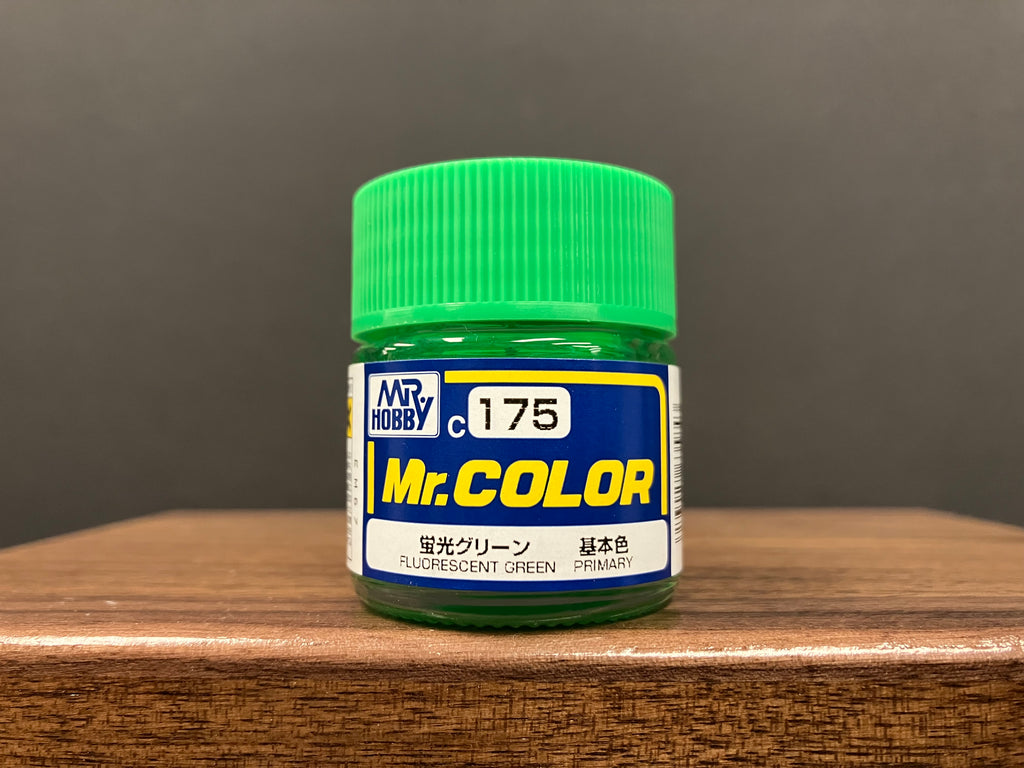 MR.
HOBBY
C 175
Mr.COLOR
蛍光グリーン 基本色
FLUORESCENT GREEN PRIMARY